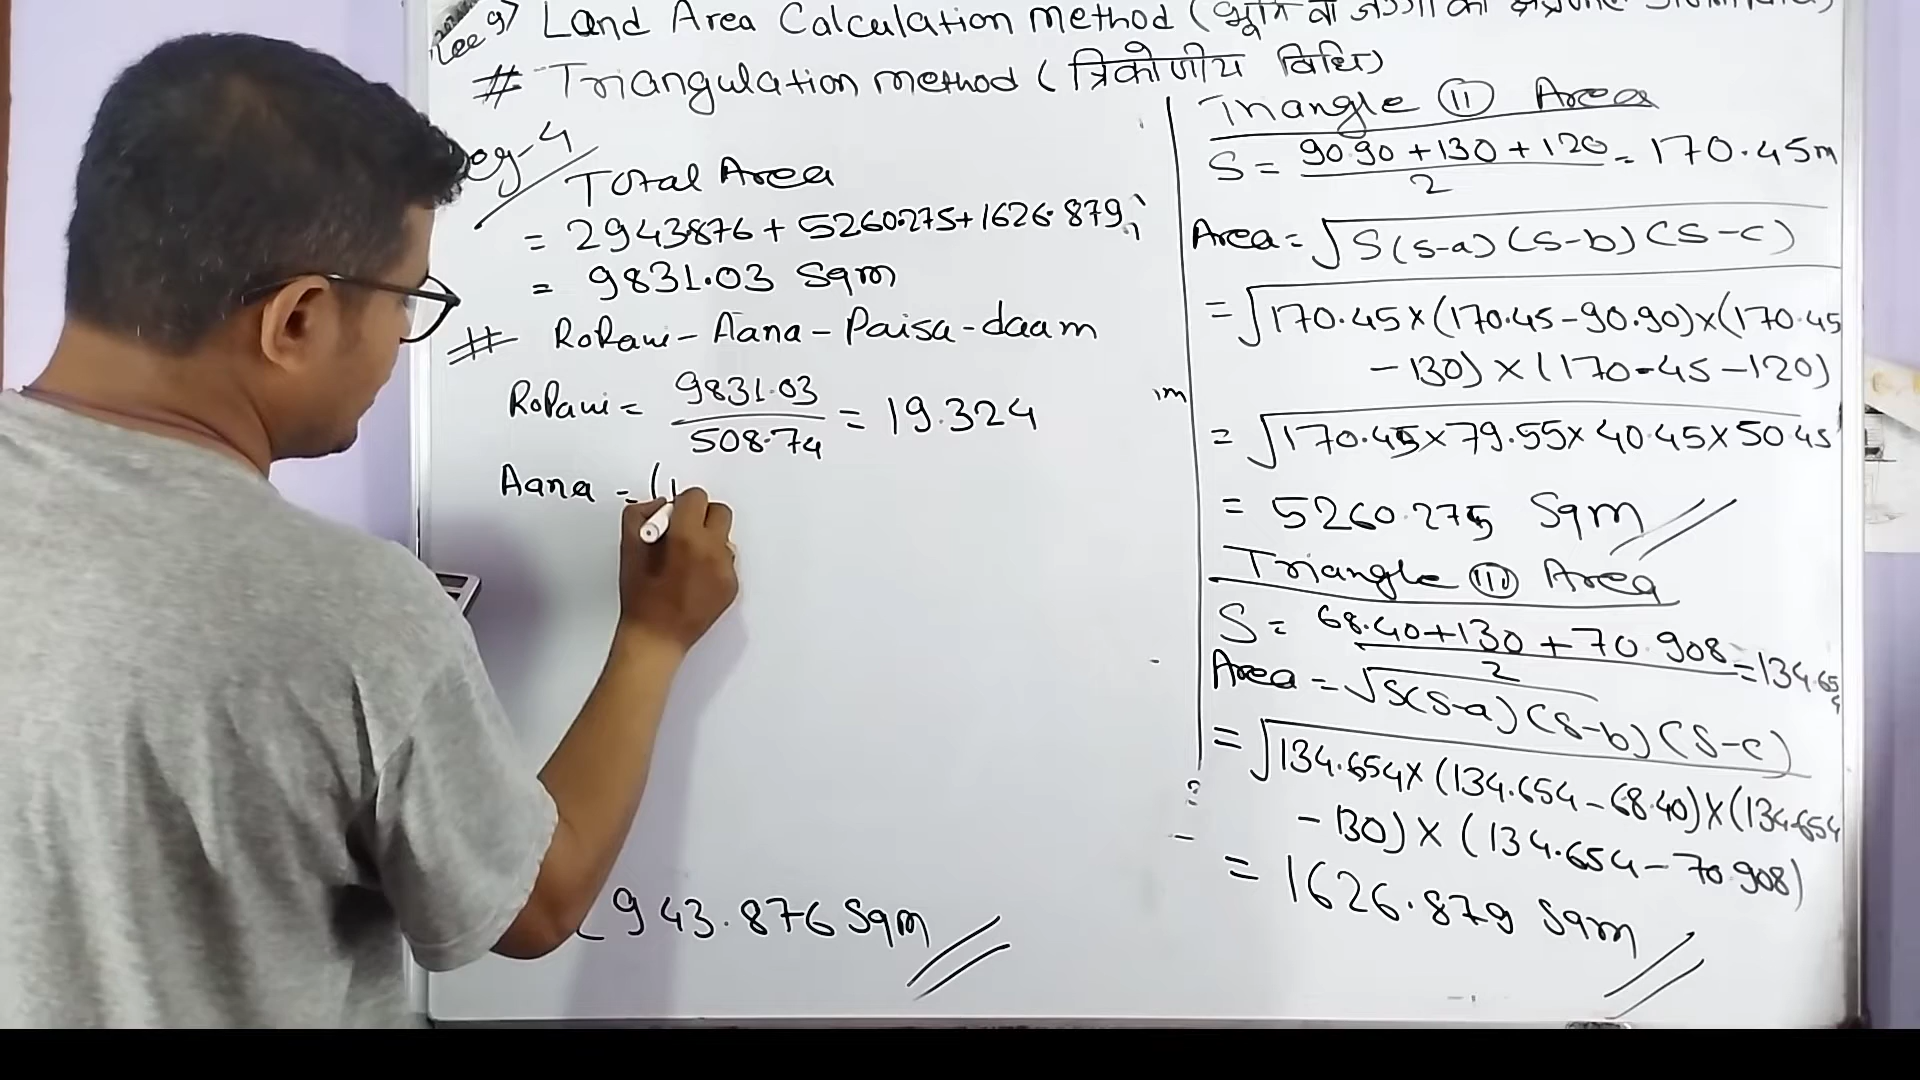 Land Area Calculation method (भूमि वा जग्गा को
# Triangulation method (त्रिकोणीय विधि)
Total Area
= 2943876 + 5260.275 + 1626.879
= 9831.03 Sqm
# Ropani - Aana - Paisa - daam
Ropani = 9831.03 / 508.74 = 19.324
Aana = (
943.876 Sqm
Triangle (II) Area
S = 90.90 + 130 + 120 / 2 = 170.45m
Area = √S(s-a)(s-b)(s-c)
= √170.45 × (170.45 - 90.90) × (170.45
- 130) × (170.45 - 120)
= √170.45 × 79.55 × 40.45 × 50.45
= 5260.275 Sqm
Triangle (III) Area
S = 68.40 + 130 + 70.908 / 2 = 134.654
Area = √S(s-a)(s-b)(s-c)
= √134.654 × (134.654 - 68.40) × (134.654
- 130) × (134.654 - 70.908)
= 1626.879 Sqm